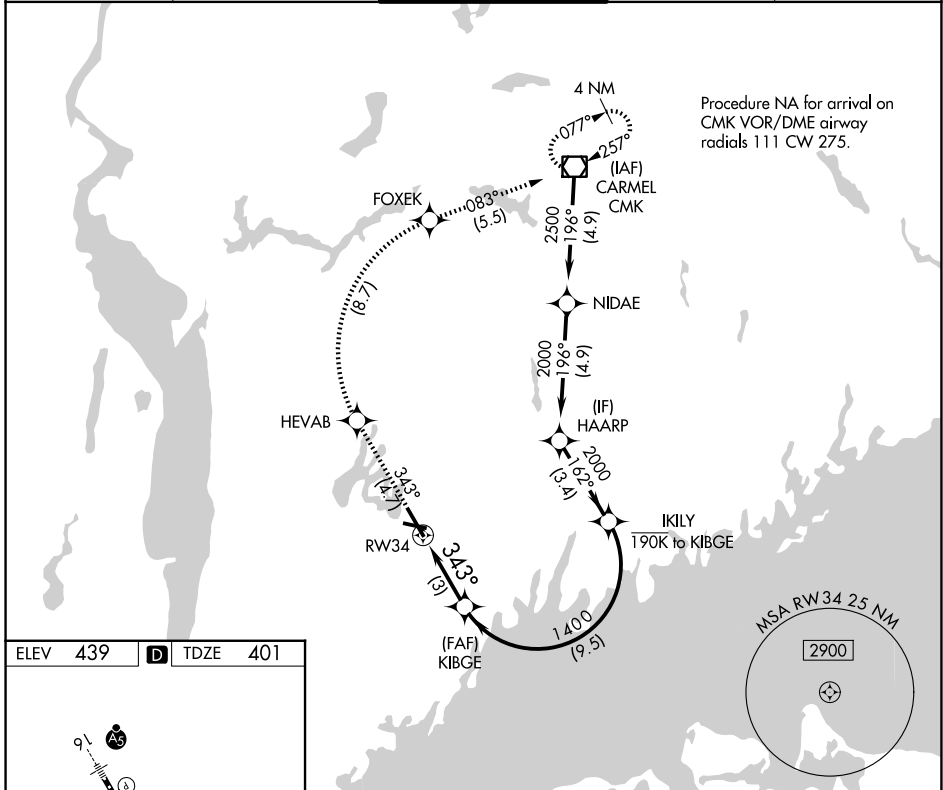 4 NM
077°
257°
Procedure NA for arrival on
CMK VOR/DME airway
radials 111 CW 275.
(IAF)
CARMEL
CMK
FOXEK
083°
(5.5)
2500
196°
(4.9)
(8.7)
NIDAE
2000
196°
(4.9)
(IF)
HAARP
HEVAB
2000
162°
(3.4)
343°
(4.7)
IKILY
190K to KIBGE
RW34
343°
(3)
1400
(9.5)
(FAF)
KIBGE
MSA RW34 25 NM
2900
ELEV 439 D TDZE 401
16
A5
P